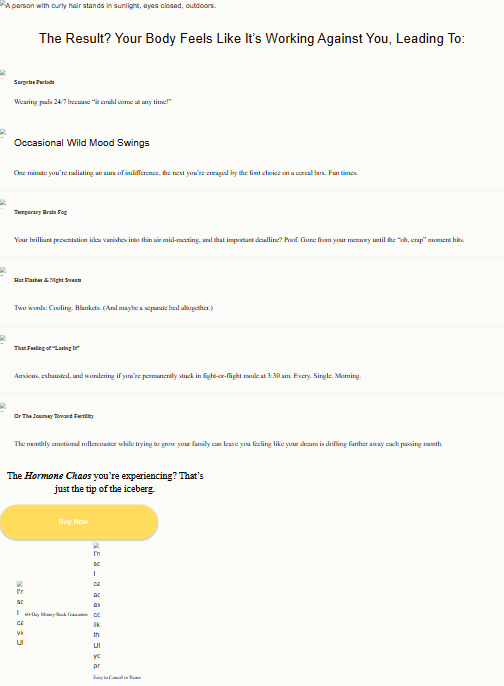 A person with curly hair stands in sunlight, eyes closed, outdoors.
The Result? Your Body Feels Like It’s Working Against You, Leading To:
Surprise Periods
Wearing pads 24/7 because “it could come at any time!”
Occasional Wild Mood Swings
One minute you’re radiating an aura of indifference, the next you’re enraged by the font choice on a cereal box. Fun times.
Temporary Brain Fog
Your brilliant presentation idea vanishes into thin air mid-meeting, and that important deadline? Poof. Gone from your memory until the “oh, crap” moment hits.
Hot Flashes & Night Sweats
Two words: Cooling. Blankets. (And maybe a separate bed altogether.)
That Feeling of “Losing It”
Anxious, exhausted, and wondering if you’re permanently stuck in fight-or-flight mode at 3:30 am. Every. Single. Morning.
Or The Journey Toward Fertility
The monthly emotional rollercoaster while trying to grow your family can leave you feeling like your dream is drifting further away each passing month.
The Hormone Chaos you’re experiencing? That’s
just the tip of the iceberg.
Buy Now
I'm
I
60-Day Money-Back Guarantee
I'm
I
Easy to Cancel or Pause